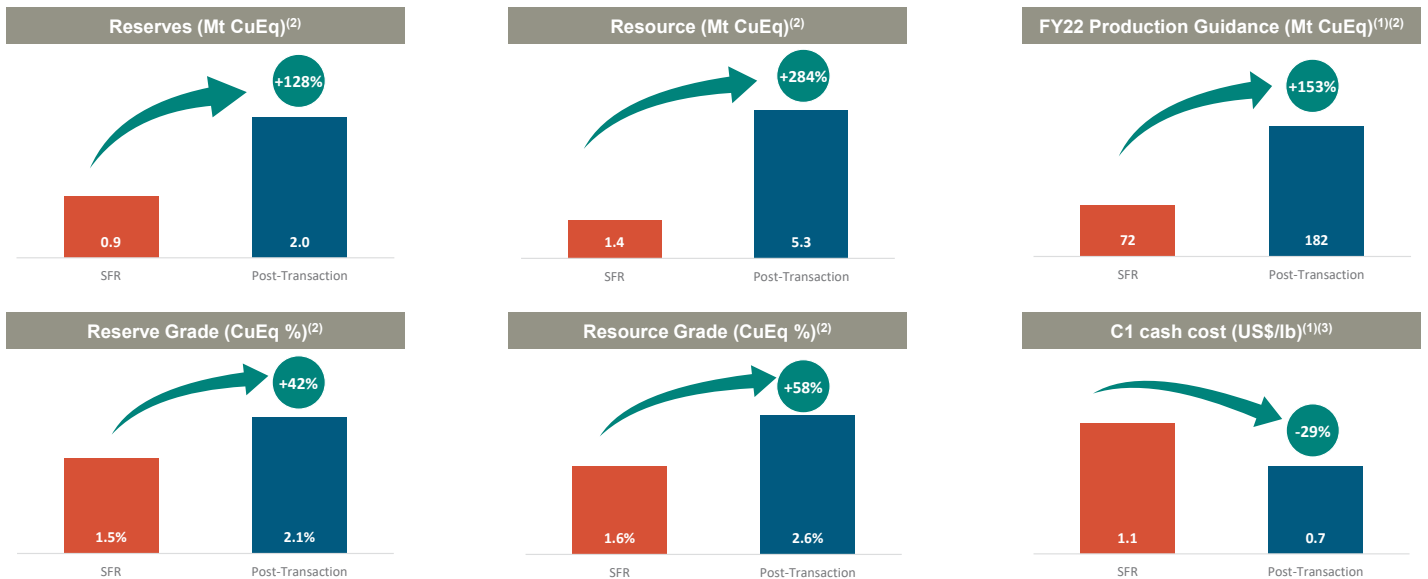 Reserves (Mt CuEq)(2)
+128%
0.9
2.0
SFR
Post-Transaction
Resource (Mt CuEq)(2)
+284%
1.4
5.3
SFR
Post-Transaction
FY22 Production Guidance (Mt CuEq)(1)(2)
+153%
72
182
SFR
Post-Transaction
Reserve Grade (CuEq %)(2)
+42%
1.5%
2.1%
SFR
Post-Transaction
Resource Grade (CuEq %)(2)
+58%
1.6%
2.6%
SFR
Post-Transaction
C1 cash cost (US$/lb)(1)(3)
-29%
1.1
0.7
SFR
Post-Transaction